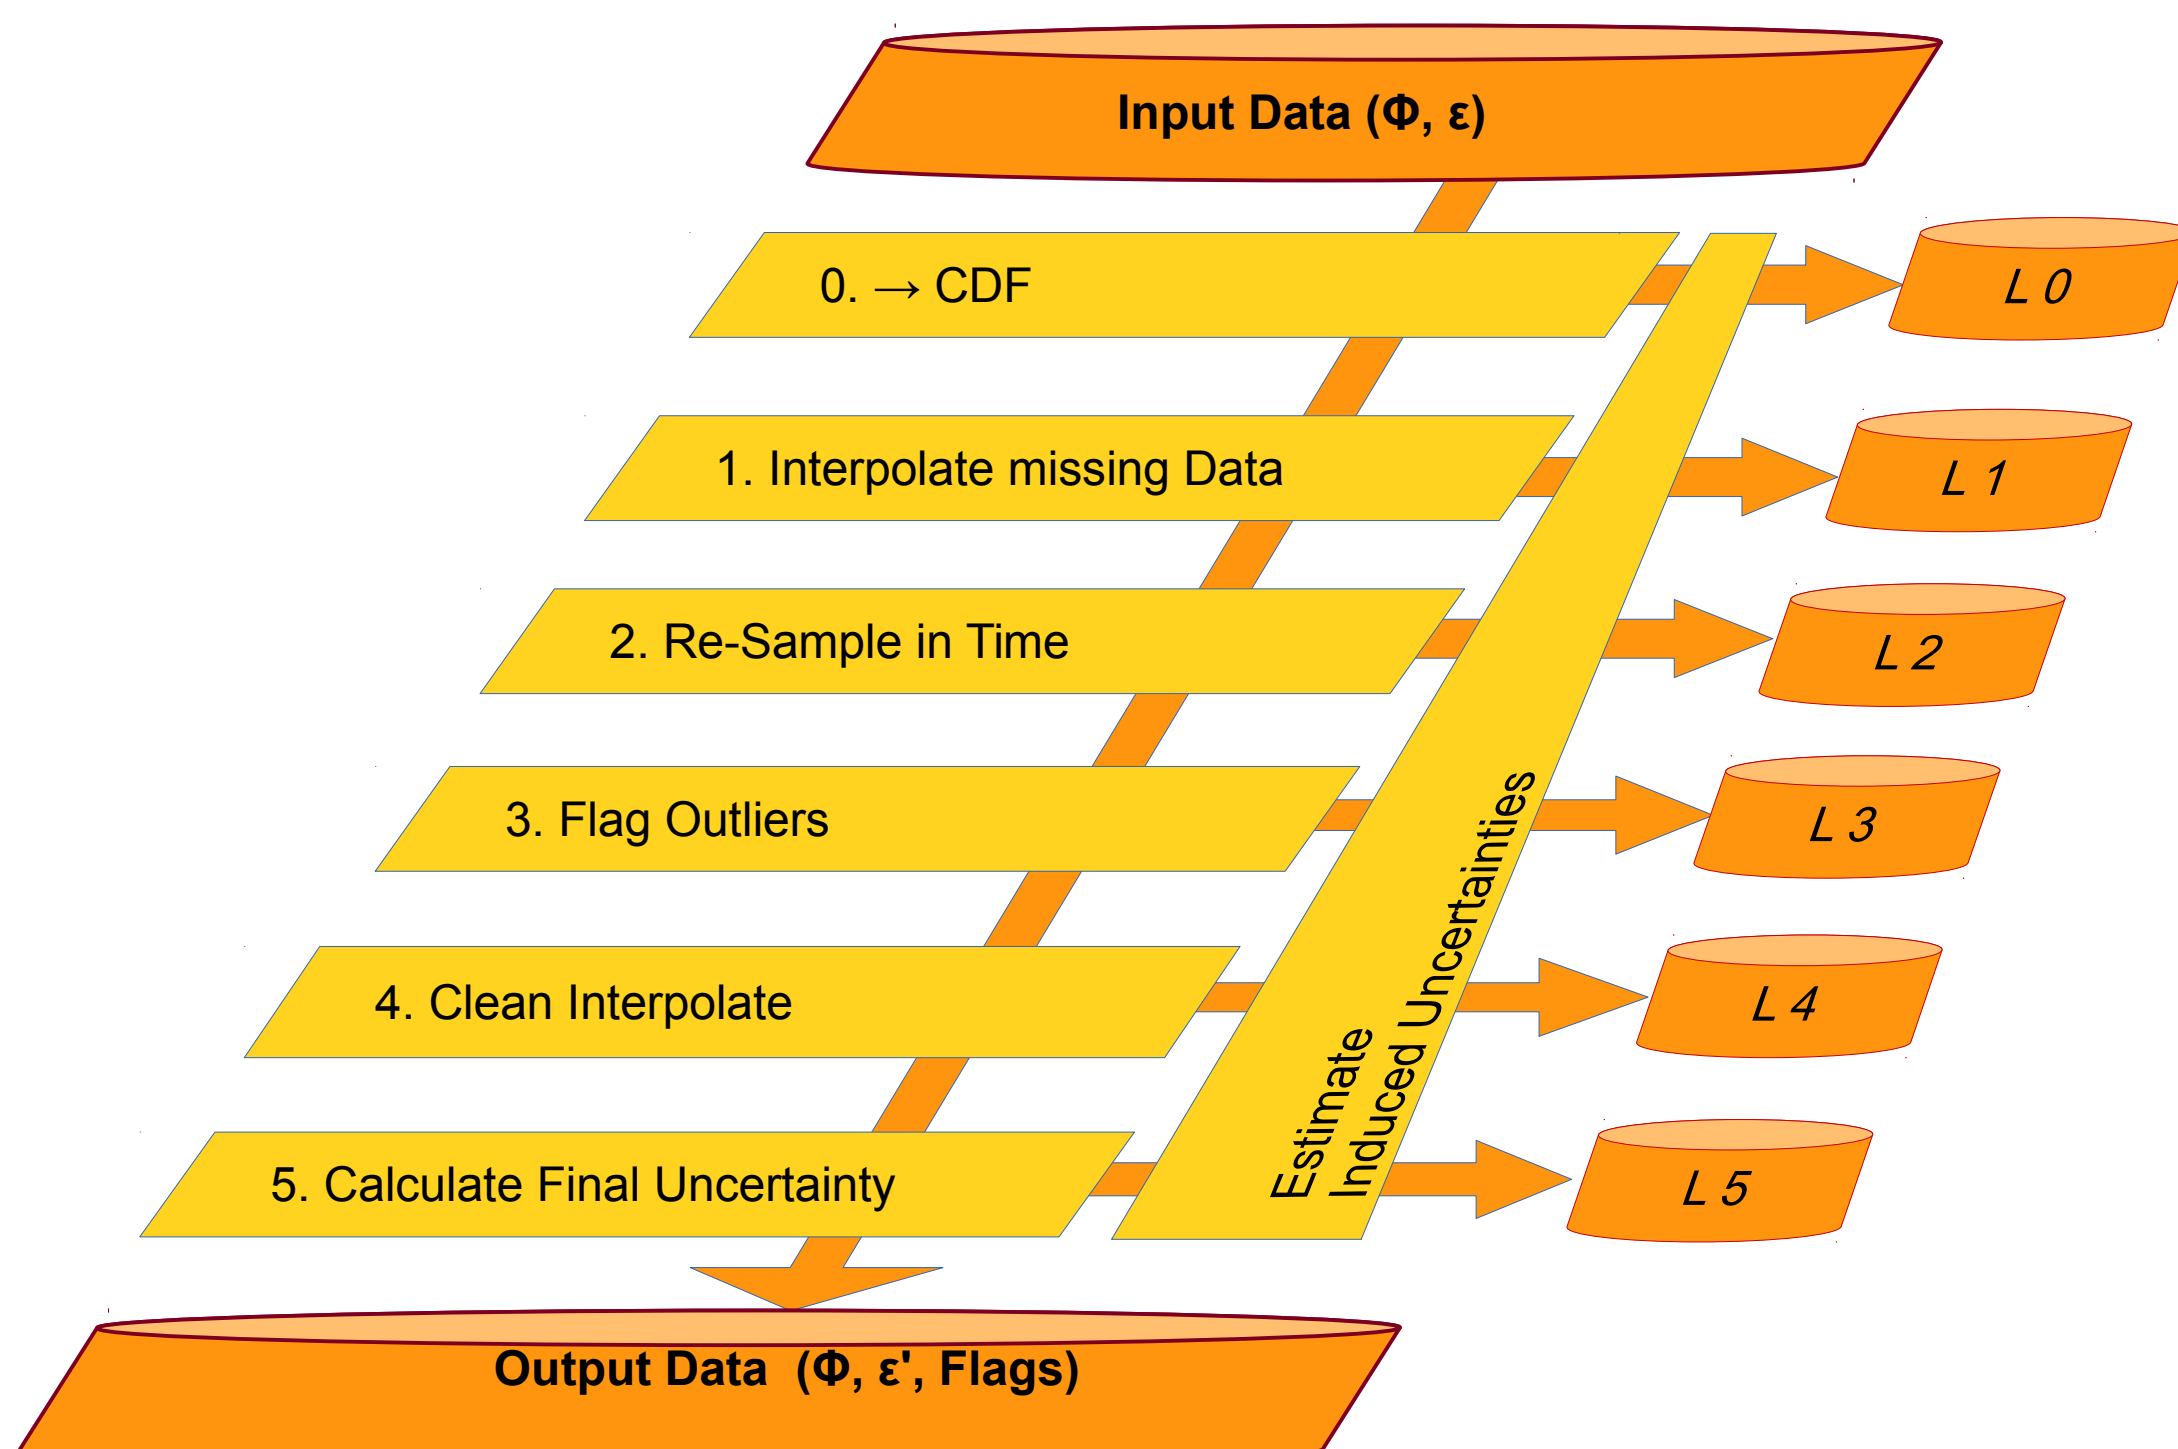 Input Data (Φ, ε)
0. → CDF
L 0
1. Interpolate missing Data
L 1
2. Re-Sample in Time
L 2
3. Flag Outliers
L 3
4. Clean Interpolate
L 4
5. Calculate Final Uncertainty
Estimate
Induced Uncertainties
L 5
Output Data (Φ, ε', Flags)